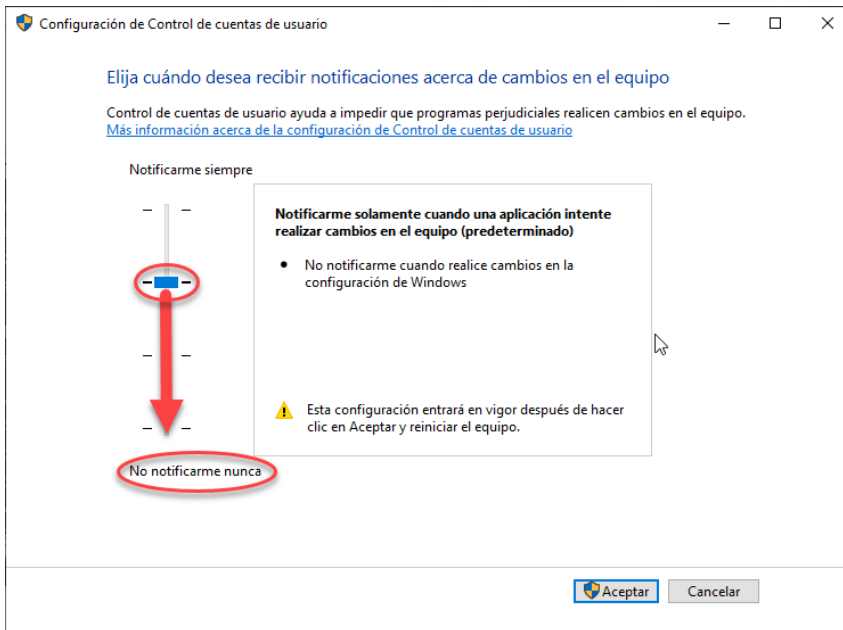 Configuración de Control de cuentas de usuario
Elija cuándo desea recibir notificaciones acerca de cambios en el equipo
Control de cuentas de usuario ayuda a impedir que programas perjudiciales realicen cambios en el equipo.
Más información acerca de la configuración de Control de cuentas de usuario
Notificarme siempre
Notificarme solamente cuando una aplicación intente
realizar cambios en el equipo (predeterminado)
No notificarme cuando realice cambios en la
configuración de Windows
Esta configuración entrará en vigor después de hacer
clic en Aceptar y reiniciar el equipo.
No notificarme nunca
Aceptar Cancelar